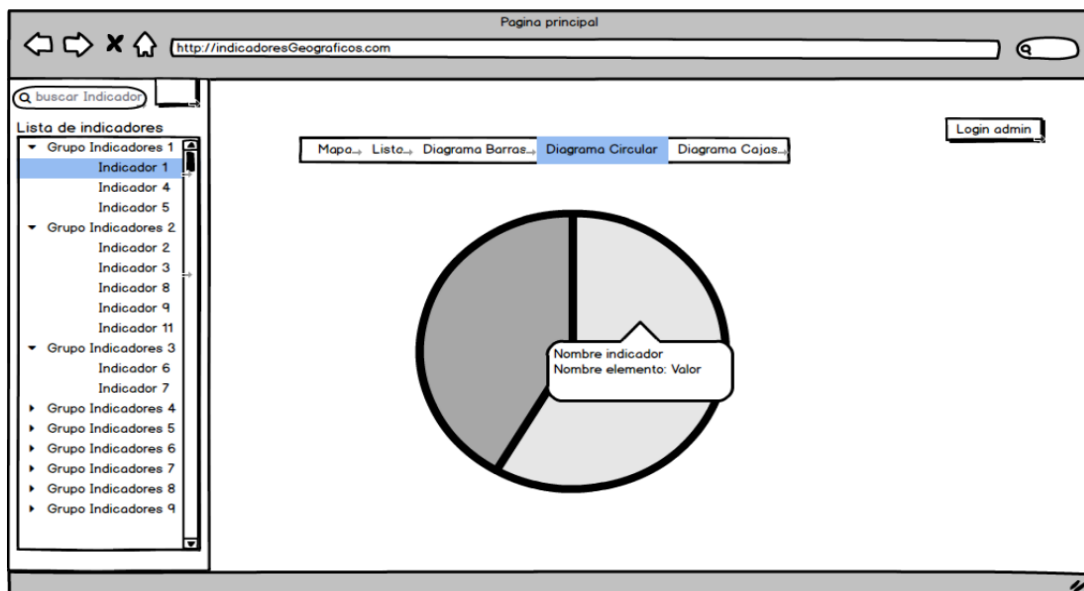 Pagina principal
http://indicadoresGeograficos.com
buscar Indicador
Lista de indicadores
Grupo Indicadores 1
Indicador 1
Indicador 4
Indicador 5
Grupo Indicadores 2
Indicador 2
Indicador 3
Indicador 8
Indicador 9
Indicador 11
Grupo Indicadores 3
Indicador 6
Indicador 7
Grupo Indicadores 4
Grupo Indicadores 5
Grupo Indicadores 6
Grupo Indicadores 7
Grupo Indicadores 8
Grupo Indicadores 9
Login admin
Mapa Lista Diagrama Barras Diagrama Circular Diagrama Cajas
Nombre indicador
Nombre elemento: Valor